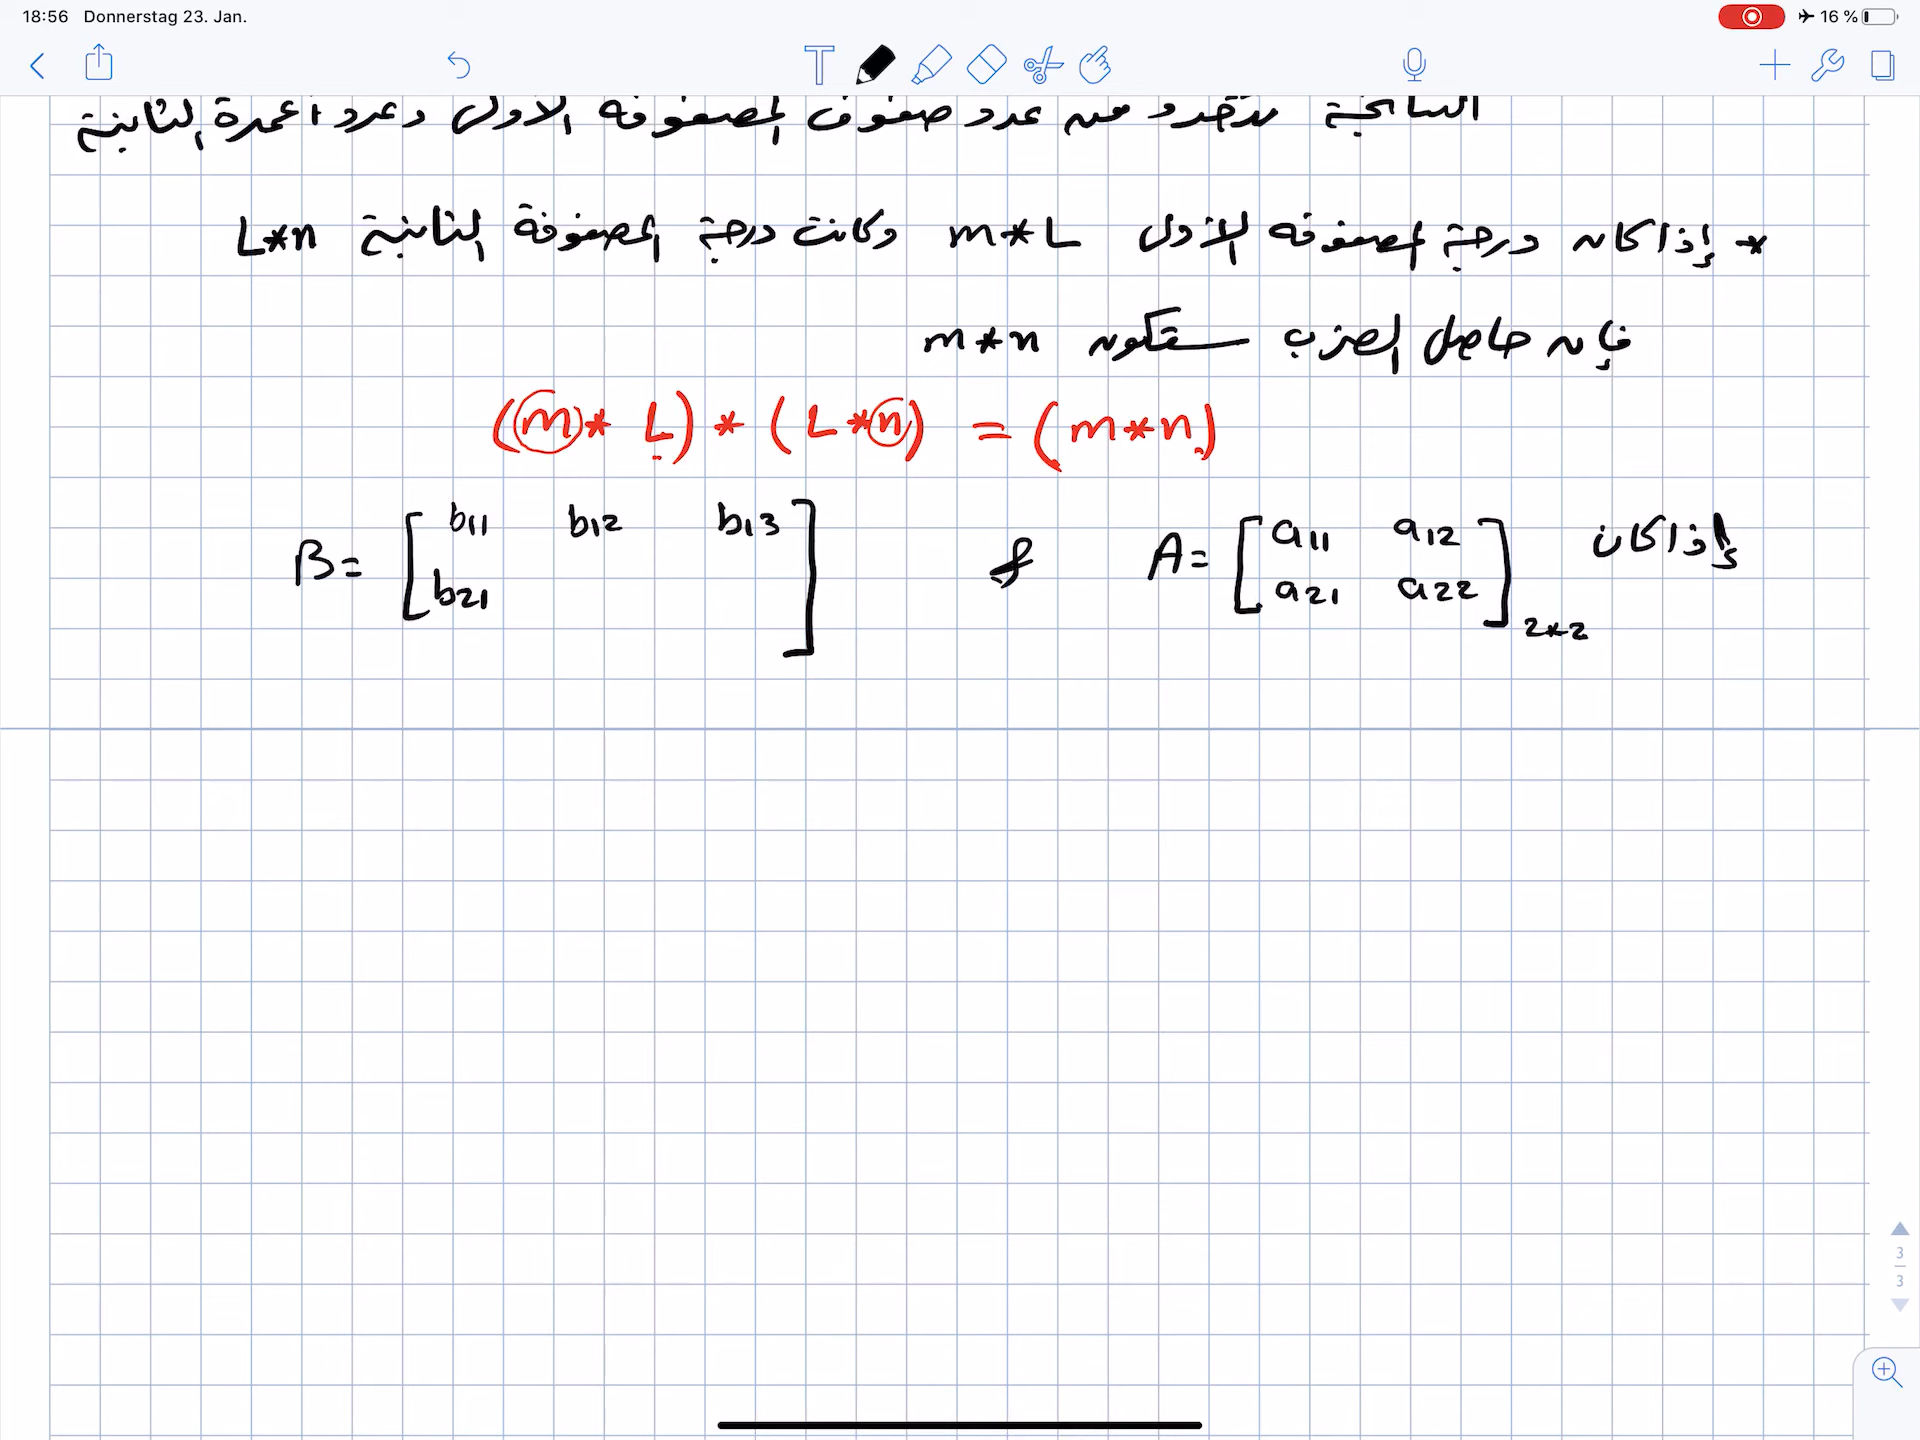 18:56 Donnerstag 23. Jan. 16 %
الناتجة تتحدد من عدد صفوف المصفوفة الأولى وعدد أعمدة الثانية
* إذا كان درجة المصفوفة الأولى m*L وكانت درجة المصفوفة الثانية L*n
فإن حاصل الضرب ستكون m*n
(m* L) * (L*n) = (m*n)
إذا كان A= [a11 a12 a21 a22] 2*2 & B= [b11 b12 b13 b21]
3
3